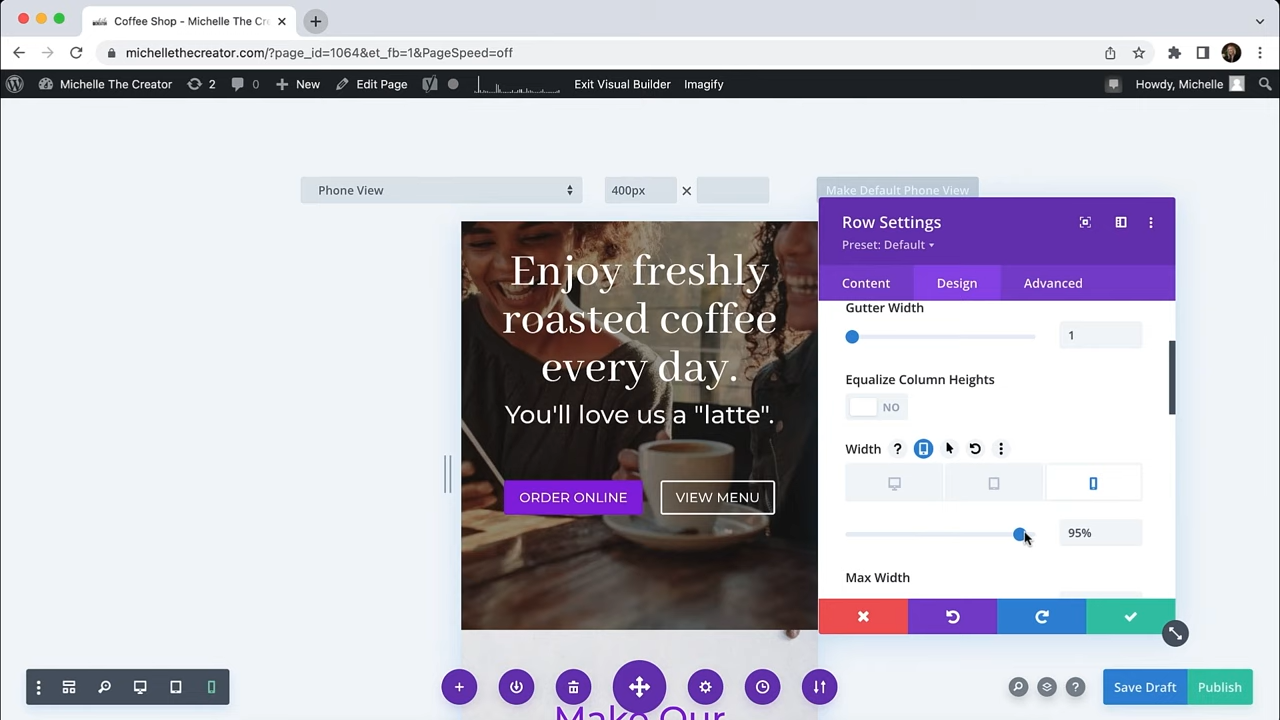 Coffee Shop - Michelle The Cre
michellethecreator.com/?page_id=1064&et_fb=1&PageSpeed=off
Michelle The Creator 2 0 New Edit Page Exit Visual Builder Imagify Howdy, Michelle
Phone View 400px × Make Default Phone View
Row Settings
Preset: Default
Content Design Advanced
Gutter Width
1
Equalize Column Heights
NO
Width ?
95%
Max Width
Enjoy freshly
roasted coffee
every day.
You'll love us a "latte".
ORDER ONLINE VIEW MENU
Make Our
? Save Draft Publish